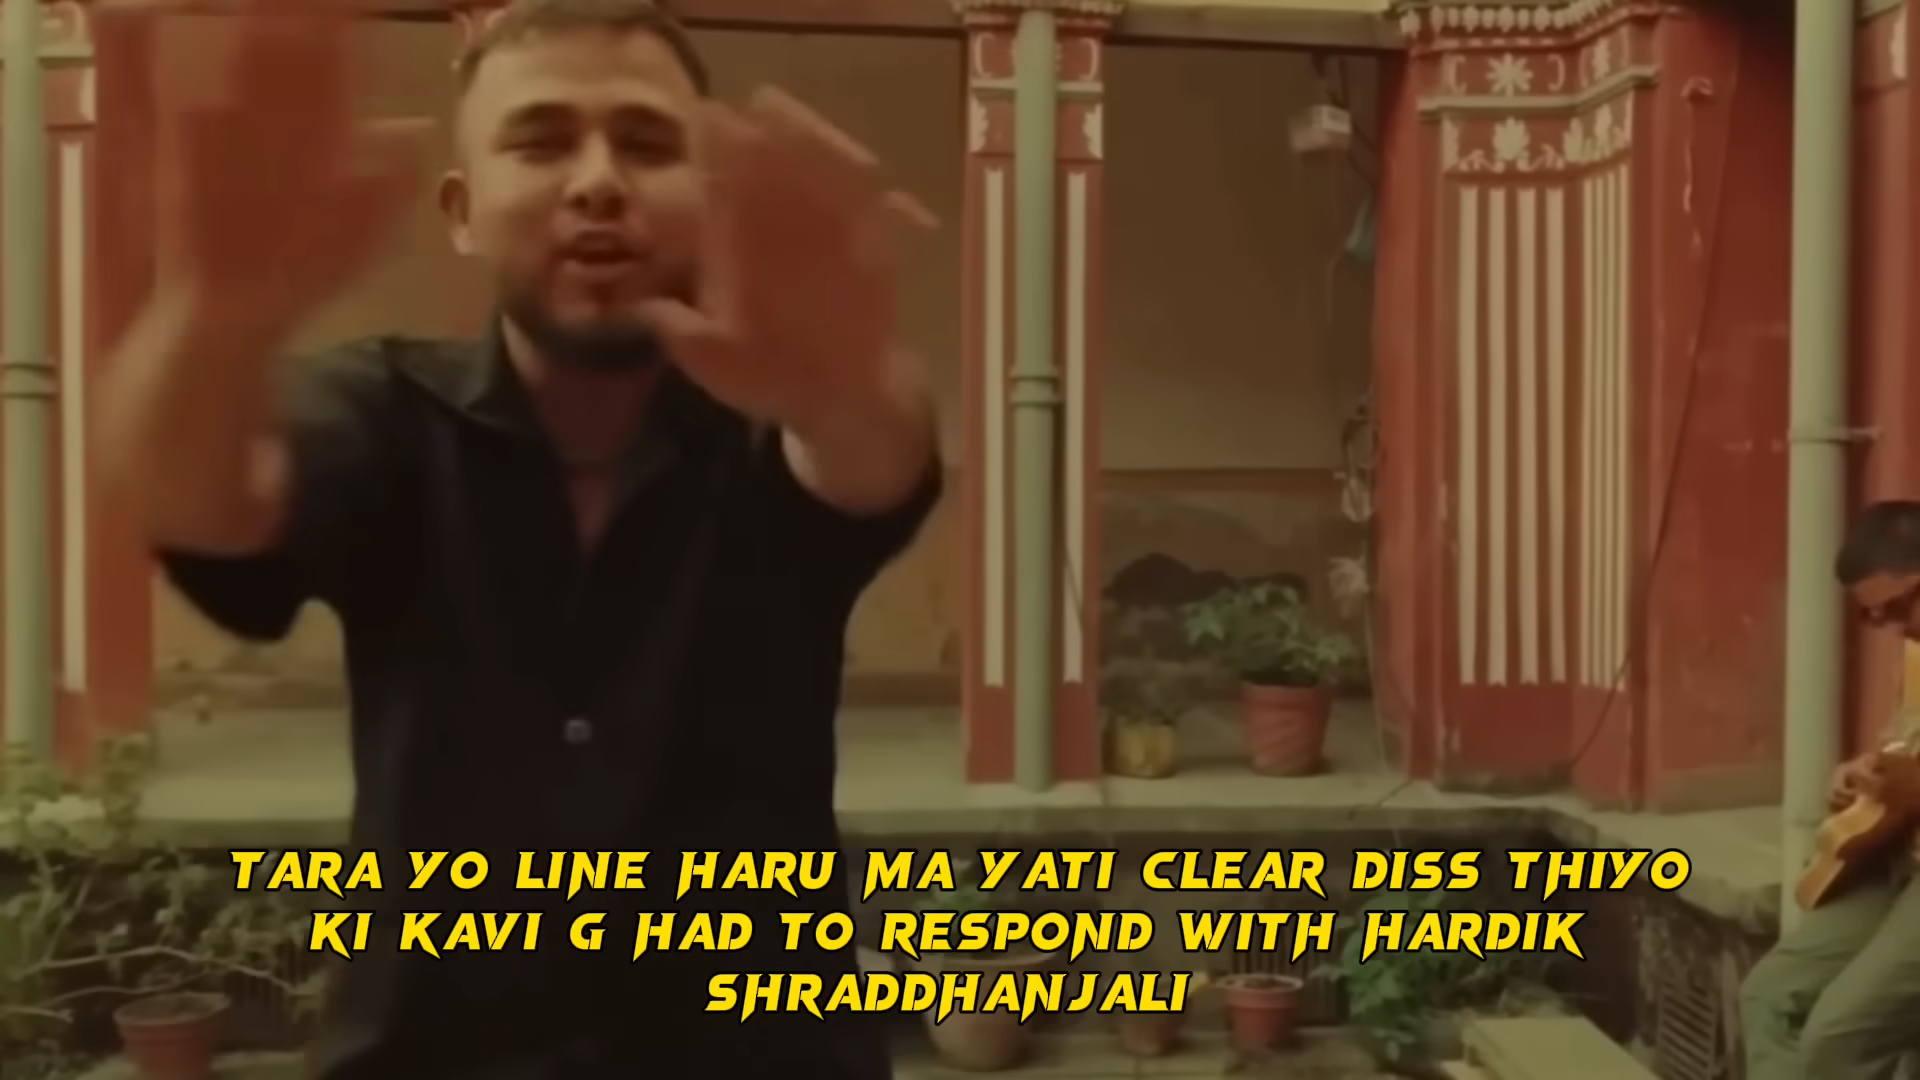 TARA YO LINE HARU MA YATI CLEAR DISS THIYO
KI KAVI G HAD TO RESPOND WITH HARDIK
SHRADDHANJALI